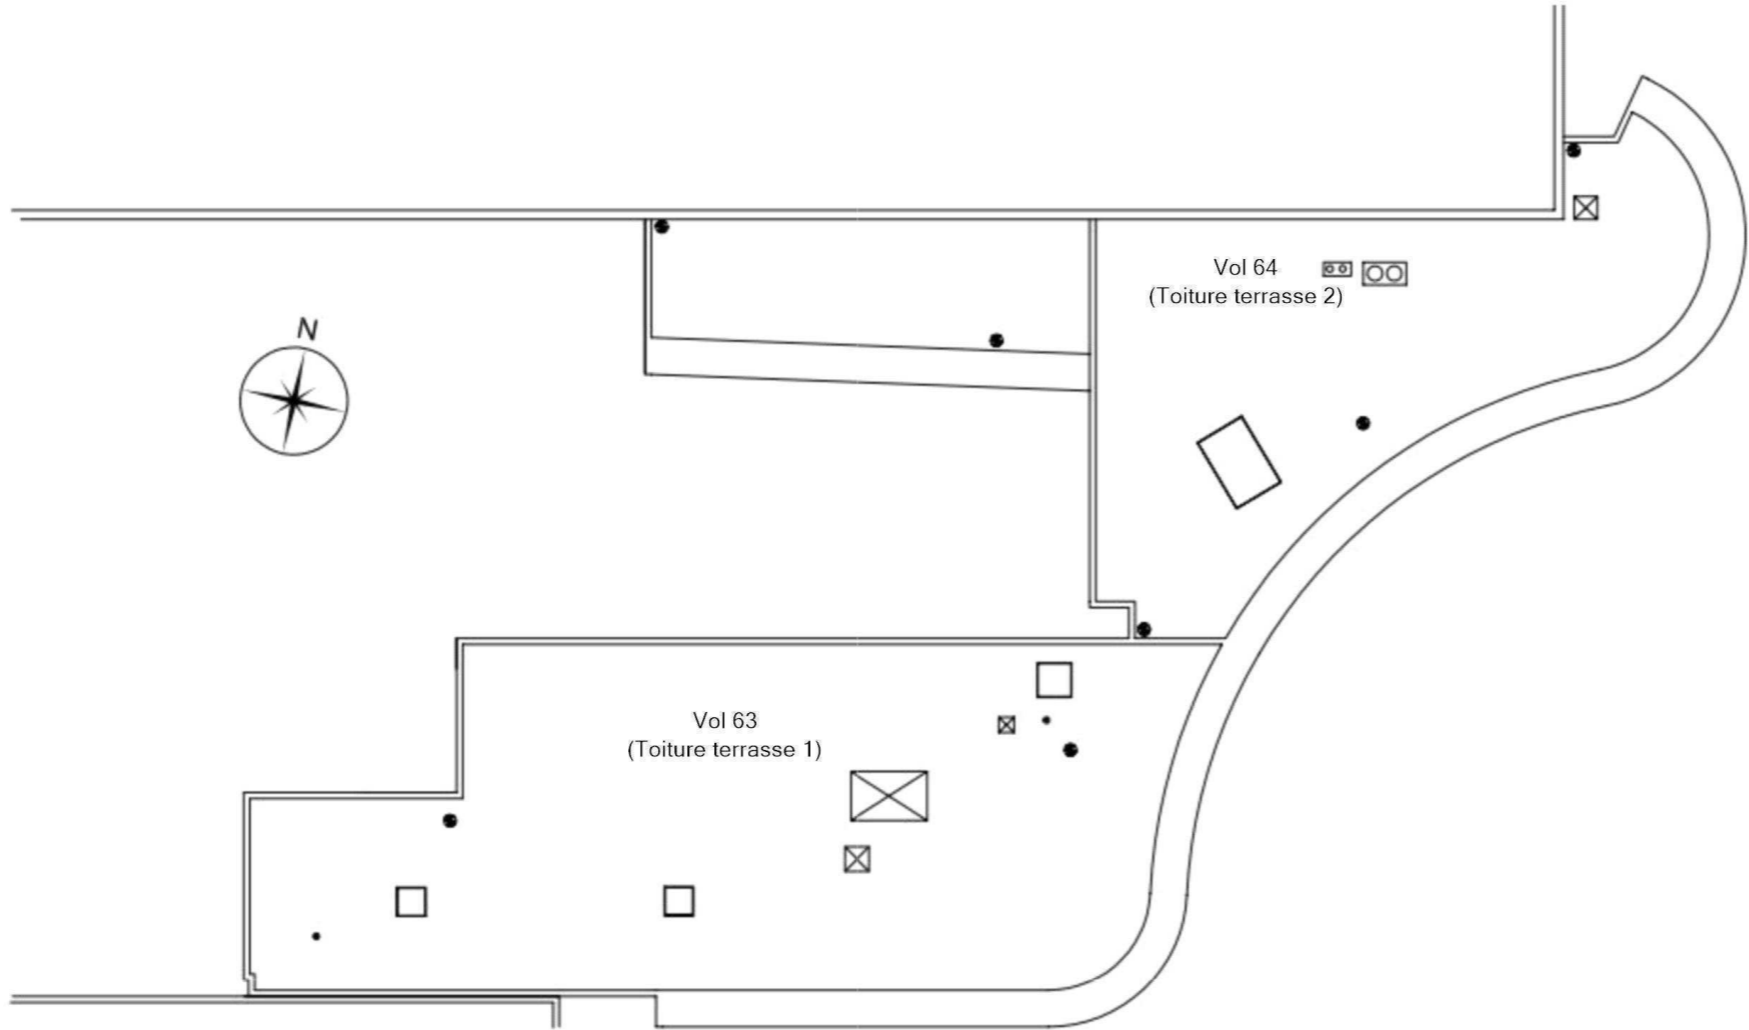 Vol 64
(Toiture terrasse 2)
N
Vol 63
(Toiture terrasse 1)